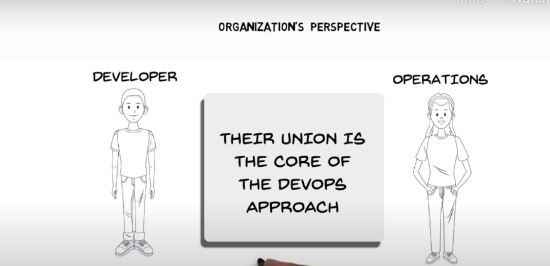 ORGANIZATION'S PERSPECTIVE
DEVELOPER
OPERATIONS
THEIR UNION IS
THE CORE OF
THE DEVOPS
APPROACH